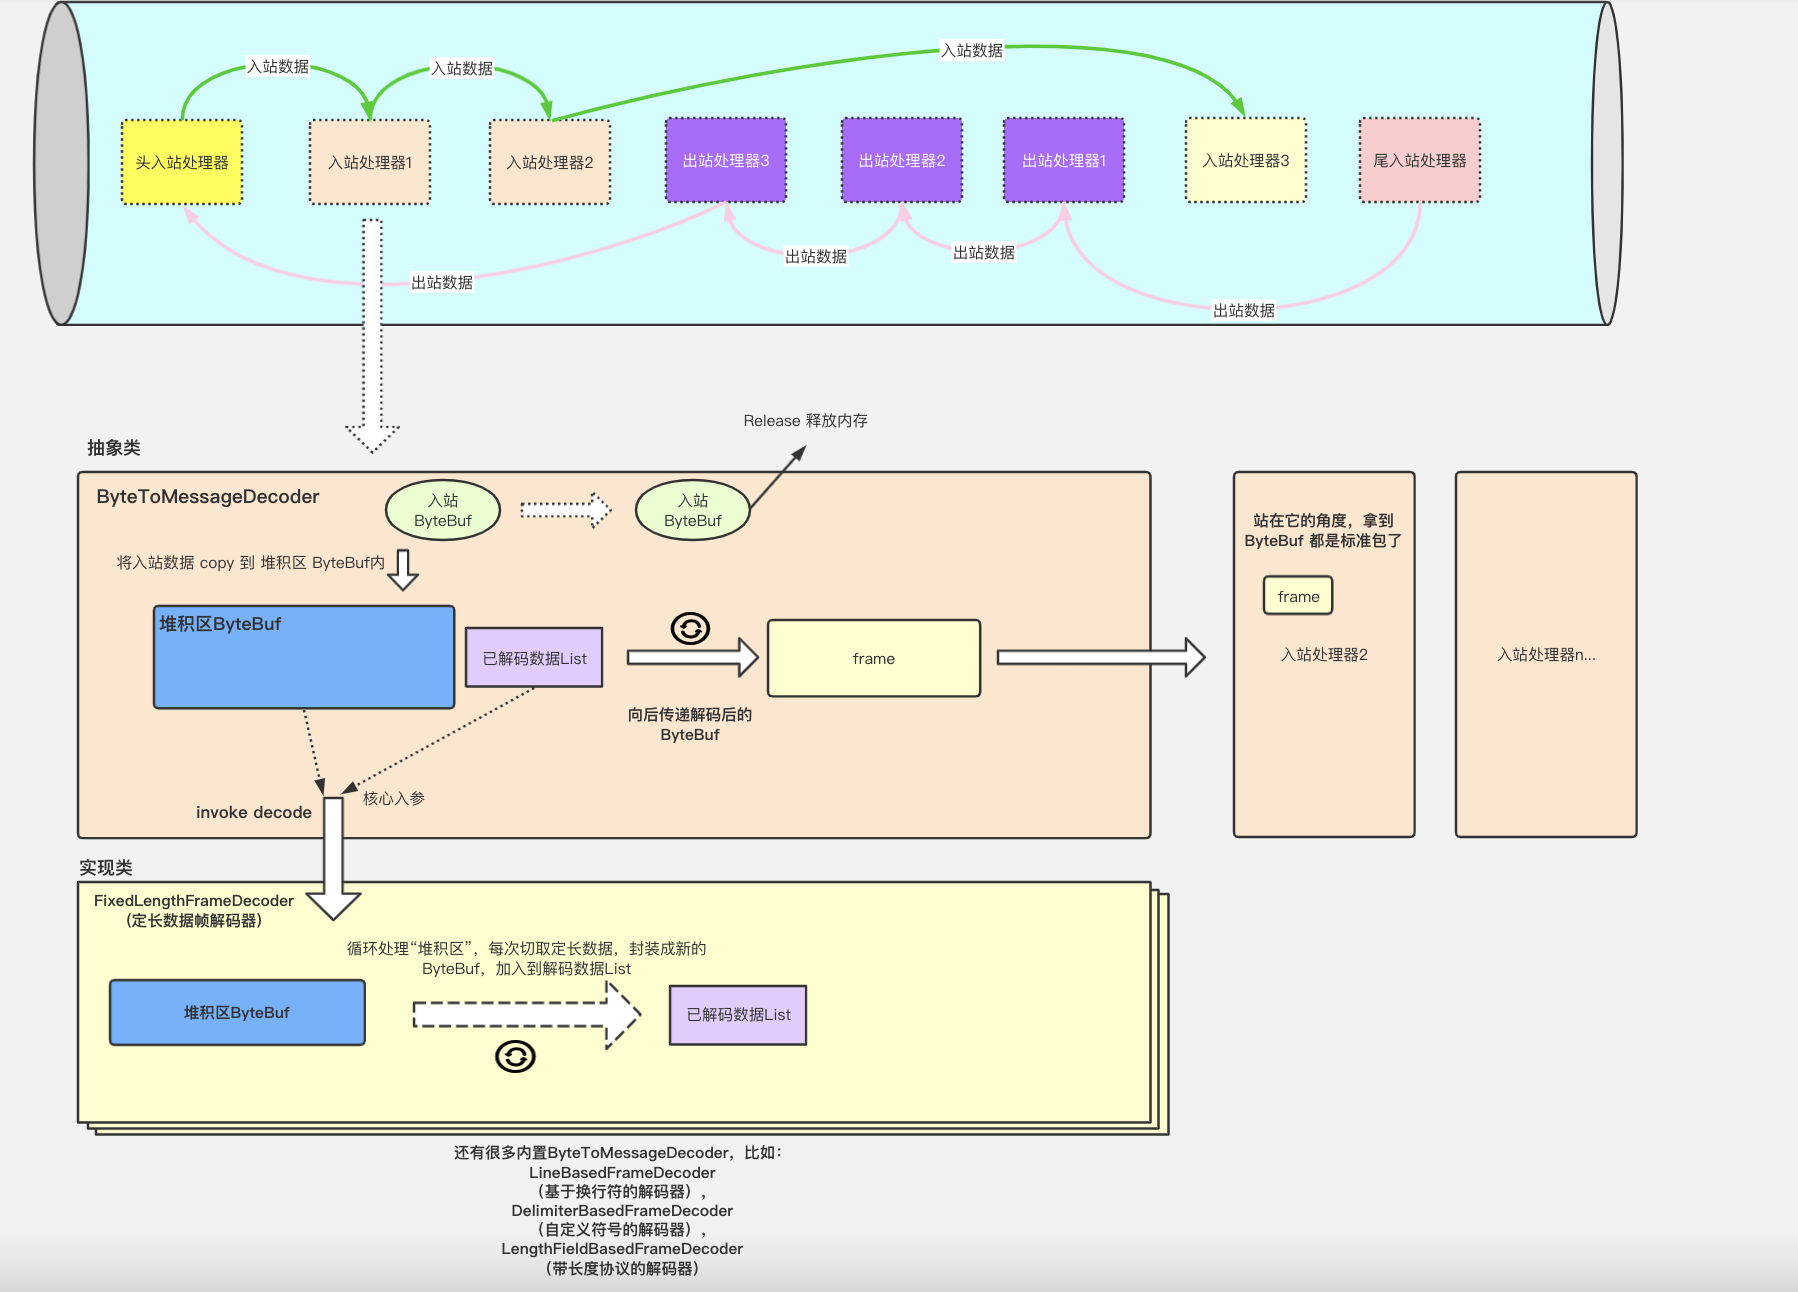 入站数据
入站数据
入站数据
头入站处理器
入站处理器1
入站处理器2
出站处理器3
出站处理器2
出站处理器1
入站处理器3
尾入站处理器
出站数据
出站数据
出站数据
出站数据
Release 释放内存
抽象类
ByteToMessageDecoder
入站
ByteBuf
入站
ByteBuf
将入站数据 copy 到 堆积区 ByteBuf内
堆积区ByteBuf
已解码数据List
frame
向后传递解码后的
ByteBuf
invoke decode
核心入参
站在它的角度，拿到
ByteBuf 都是标准包了
frame
入站处理器2
入站处理器n...
实现类
FixedLengthFrameDecoder
（定长数据帧解码器）
循环处理“堆积区”，每次切取定长数据，封装成新的
ByteBuf，加入到解码数据List
堆积区ByteBuf
已解码数据List
还有很多内置ByteToMessageDecoder，比如：
LineBasedFrameDecoder
（基于换行符的解码器），
DelimiterBasedFrameDecoder
（自定义符号的解码器），
LengthFieldBasedFrameDecoder
（带长度协议的解码器）